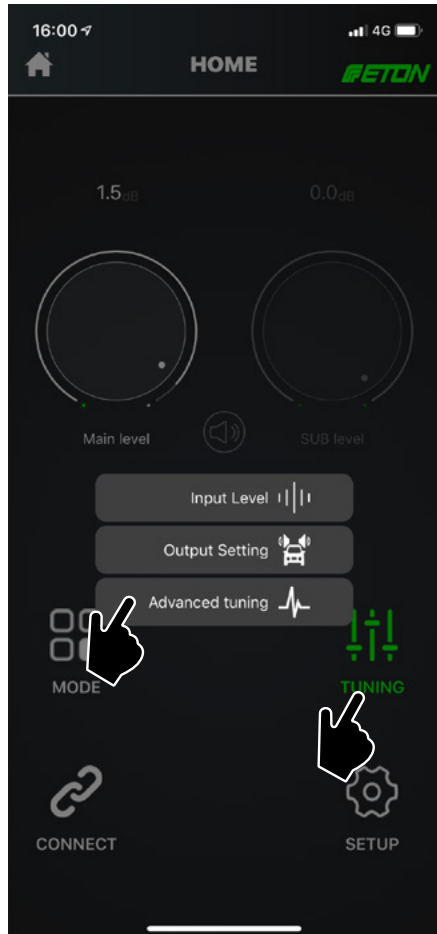 16:00 4G
HOME ETON
1.5dB 0.0dB
Main level SUB level
Input Level
Output Setting
Advanced tuning
MODE TUNING
CONNECT SETUP